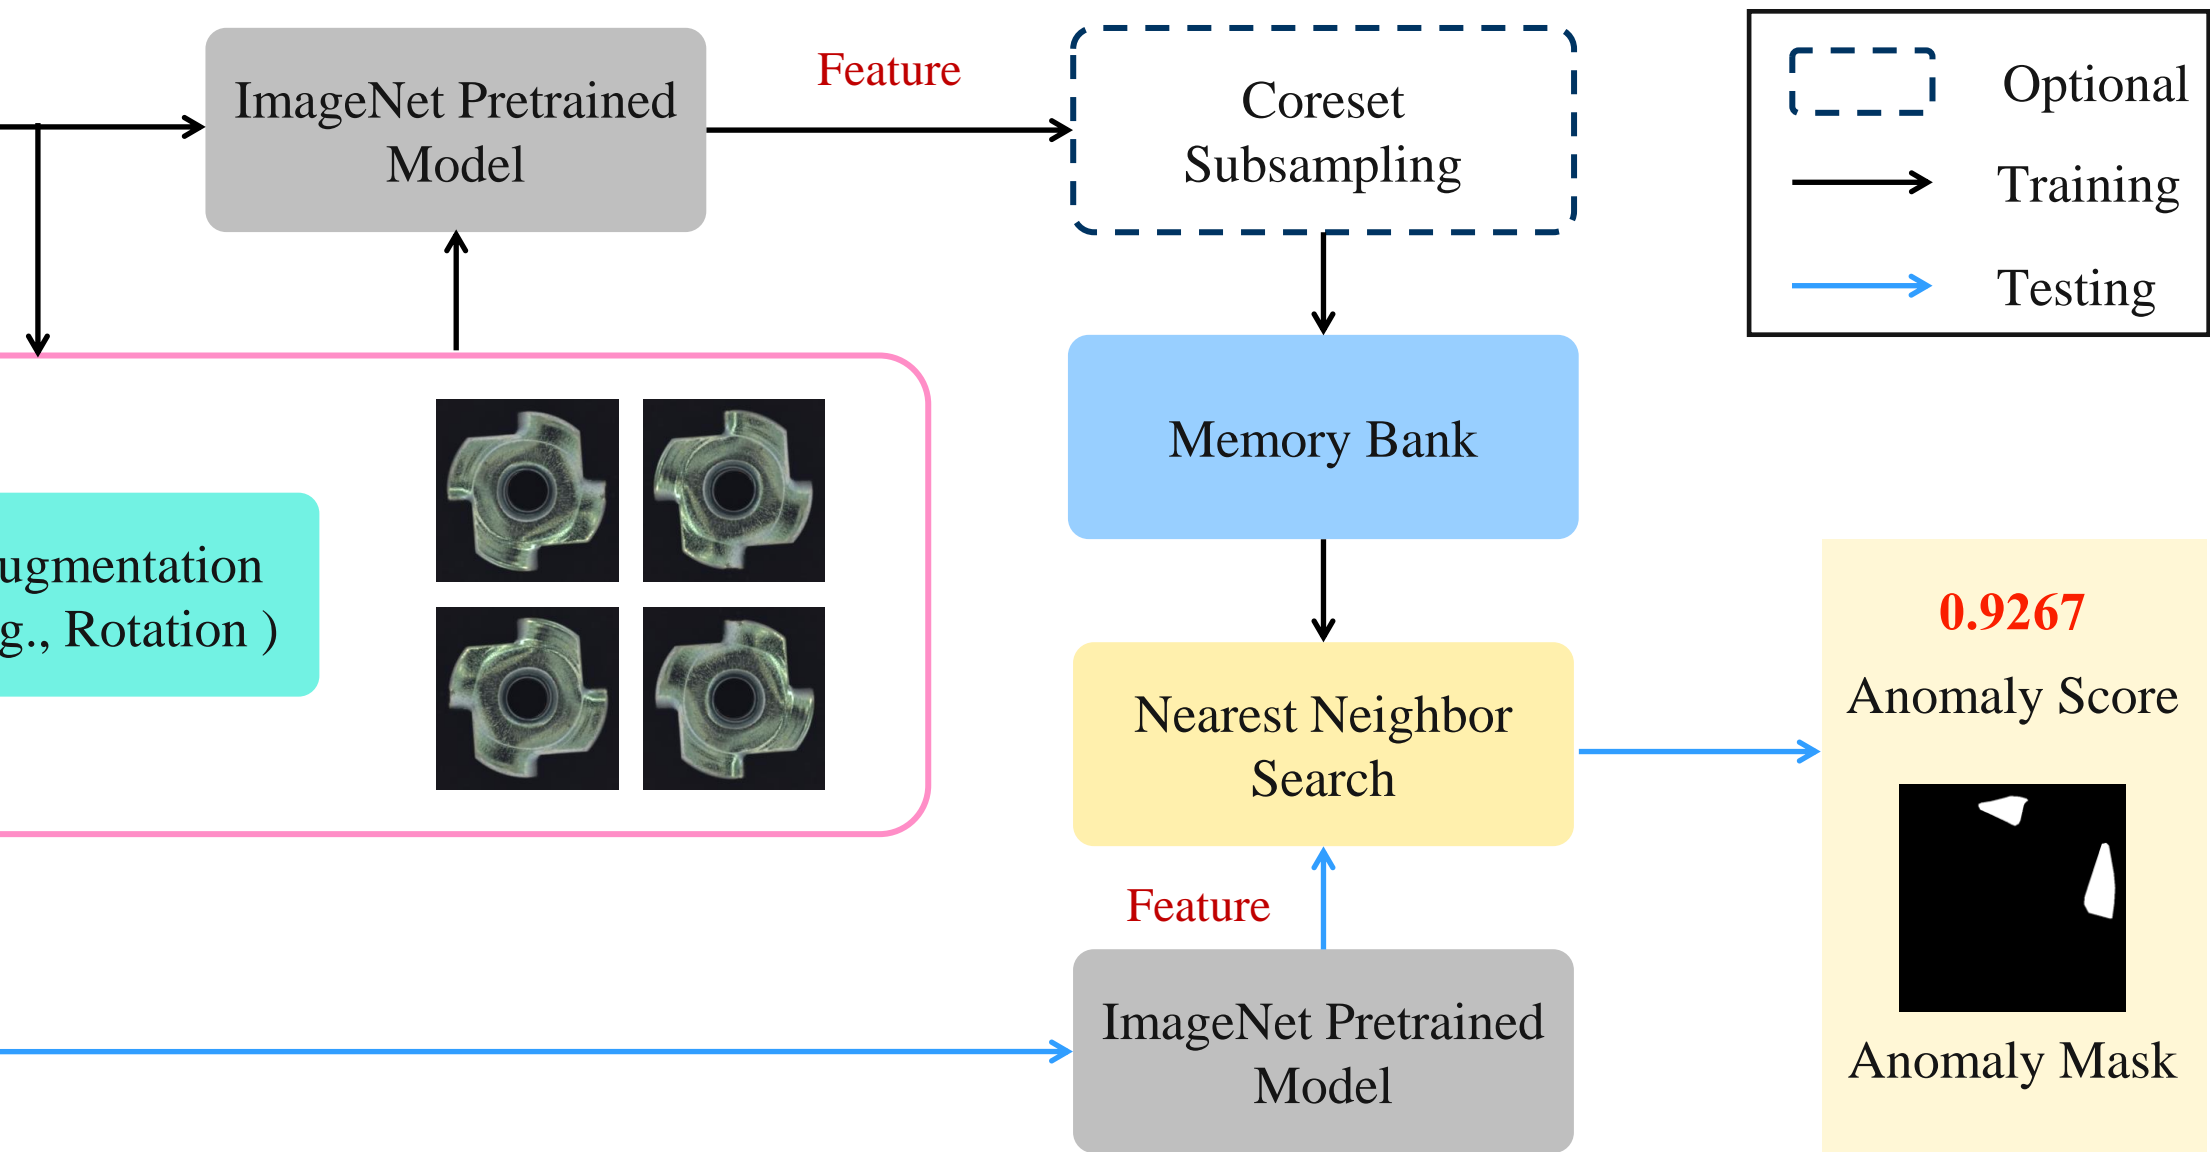 ImageNet Pretrained
Model
Feature
Coreset
Subsampling
Optional
Training
Testing
Memory Bank
ugmentation
g., Rotation )
Nearest Neighbor
Search
0.9267
Anomaly Score
Feature
ImageNet Pretrained
Model
Anomaly Mask